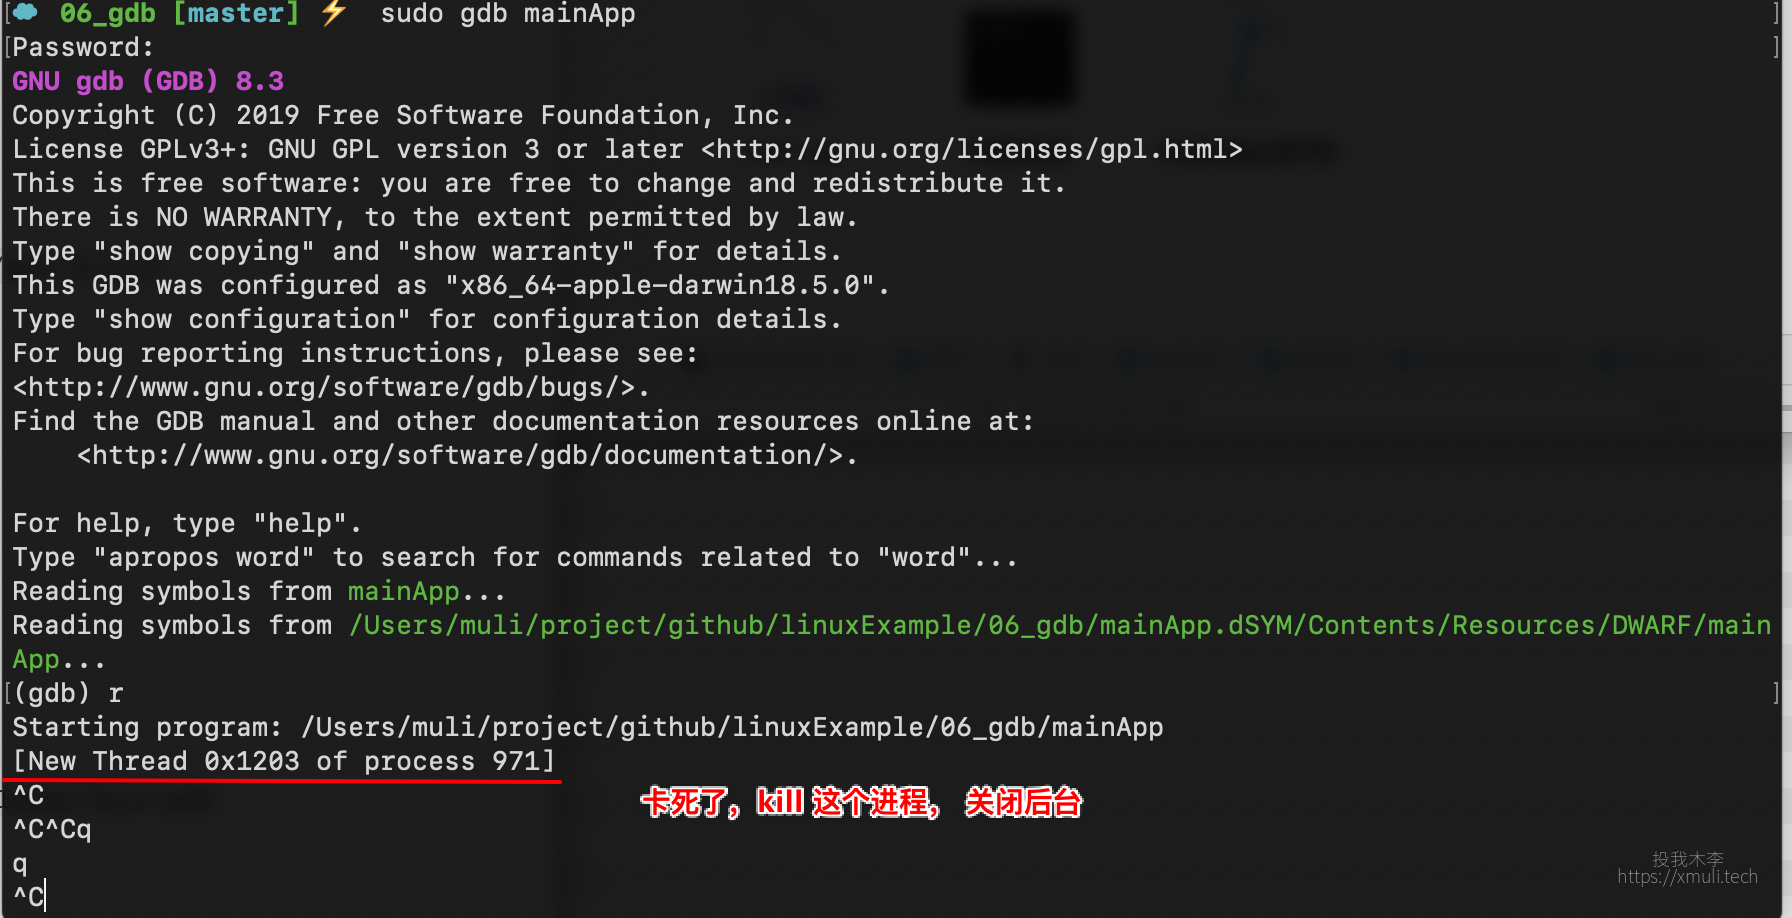 [☁ 06_gdb [master] ⚡ sudo gdb mainApp ]
[Password: ]
GNU gdb (GDB) 8.3
Copyright (C) 2019 Free Software Foundation, Inc.
License GPLv3+: GNU GPL version 3 or later <http://gnu.org/licenses/gpl.html>
This is free software: you are free to change and redistribute it.
There is NO WARRANTY, to the extent permitted by law.
Type "show copying" and "show warranty" for details.
This GDB was configured as "x86_64-apple-darwin18.5.0".
Type "show configuration" for configuration details.
For bug reporting instructions, please see:
<http://www.gnu.org/software/gdb/bugs/>.
Find the GDB manual and other documentation resources online at:
    <http://www.gnu.org/software/gdb/documentation/>.
For help, type "help".
Type "apropos word" to search for commands related to "word"...
Reading symbols from mainApp...
Reading symbols from /Users/muli/project/github/linuxExample/06_gdb/mainApp.dSYM/Contents/Resources/DWARF/main
App...
[(gdb) r ]
Starting program: /Users/muli/project/github/linuxExample/06_gdb/mainApp
[New Thread 0x1203 of process 971]
^C
卡死了，kill 这个进程， 关闭后台
^C^Cq
q
^C
投我木李
https://xmuli.tech